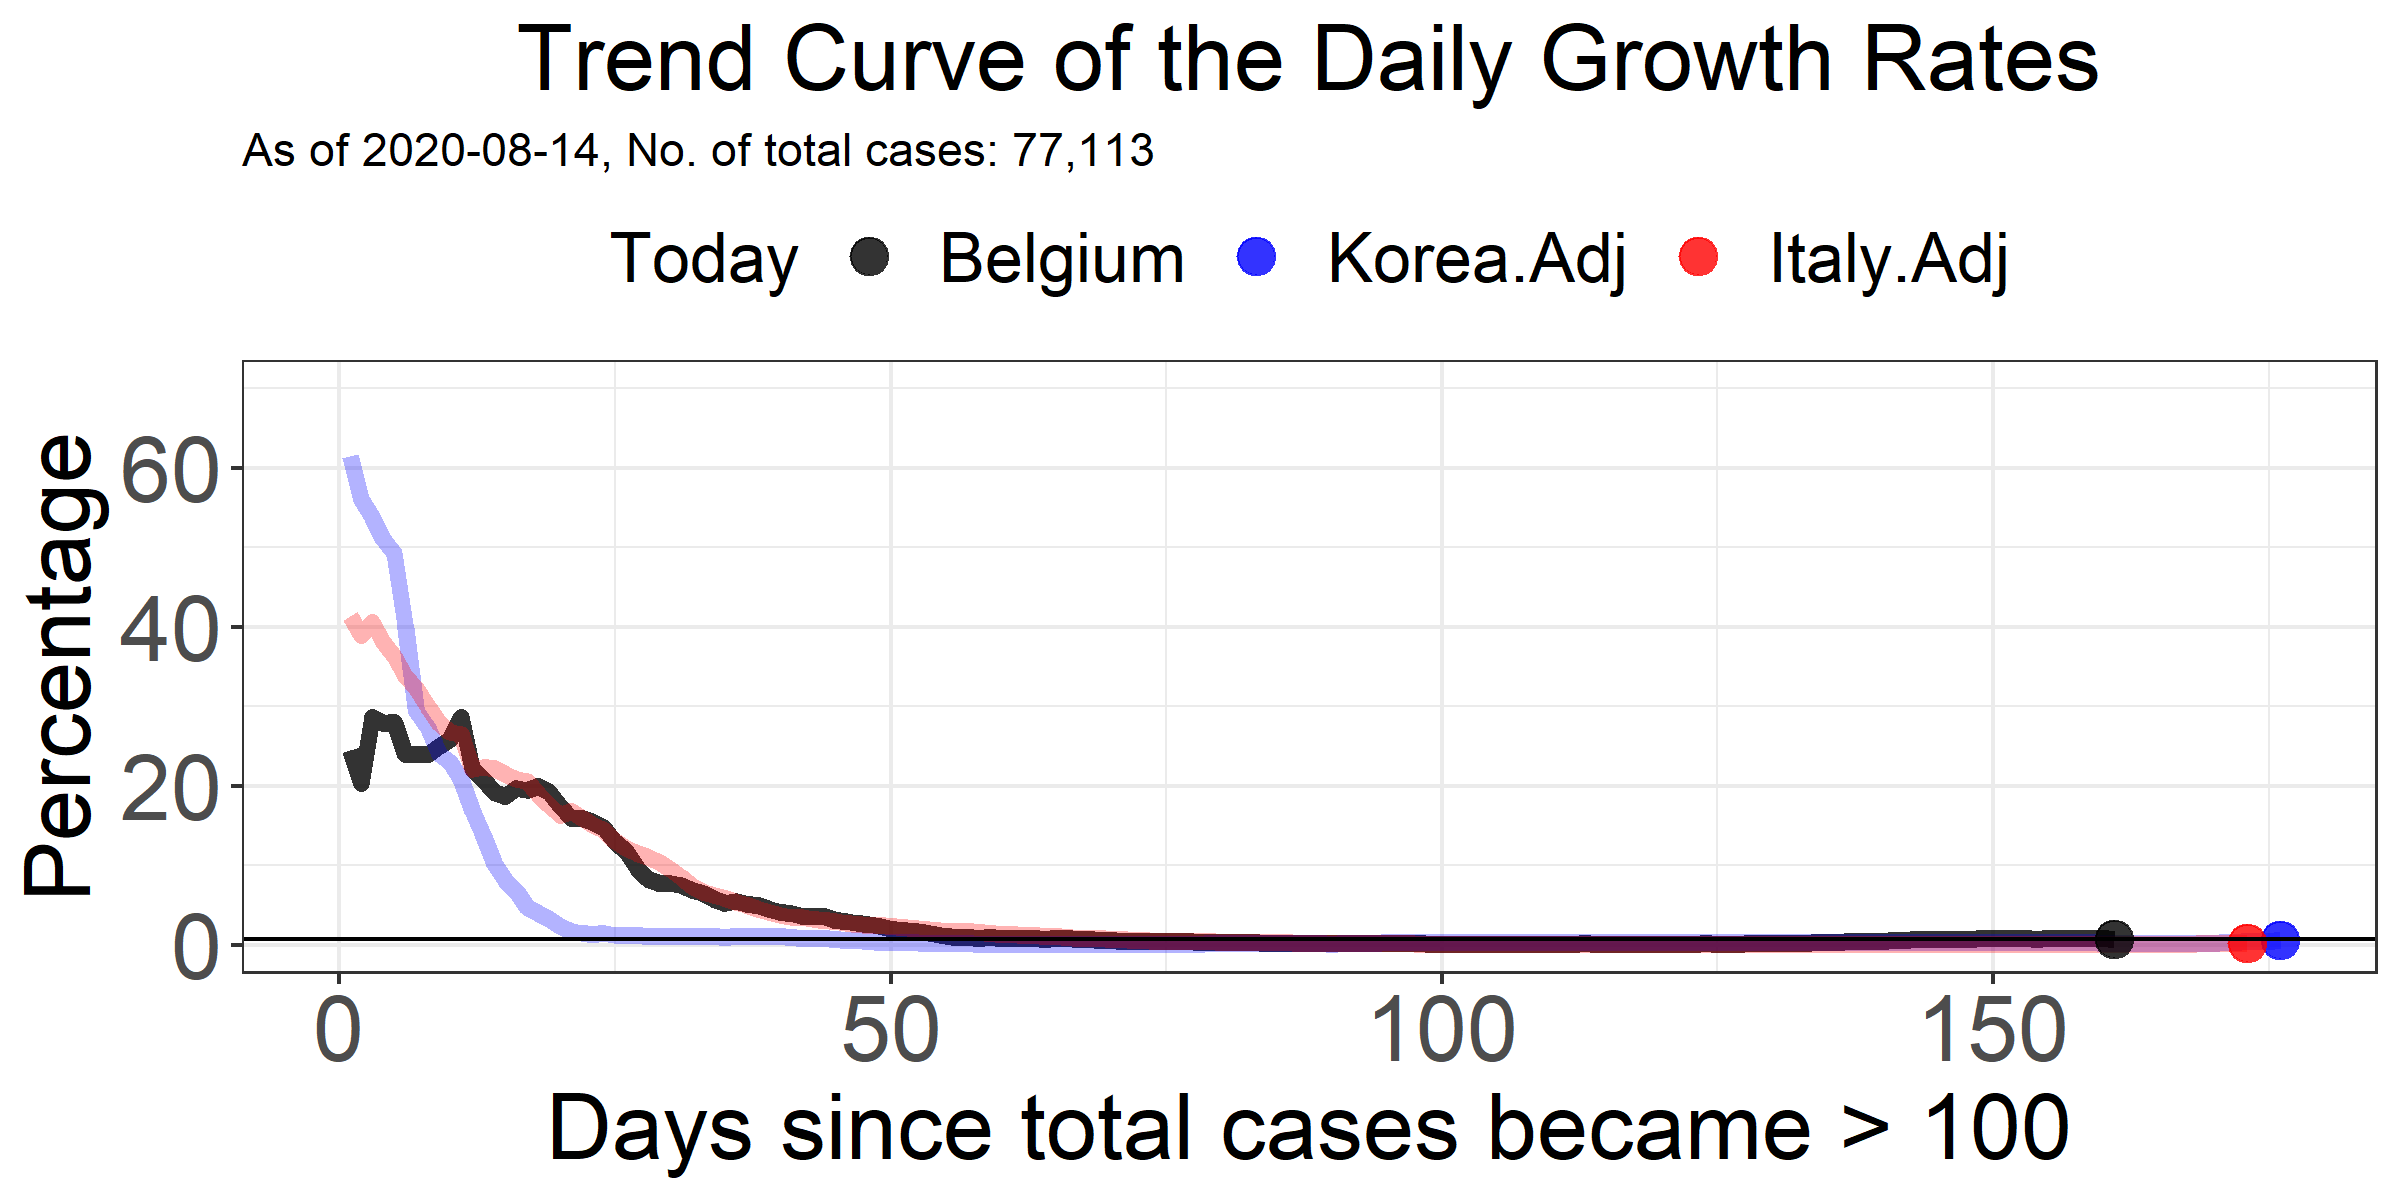 Trend Curve of the Daily Growth Rates
As of 2020-08-14, No. of total cases: 77,113
Today Belgium Korea.Adj Italy.Adj
Percentage
60
40
20
0
0 50 100 150
Days since total cases became > 100